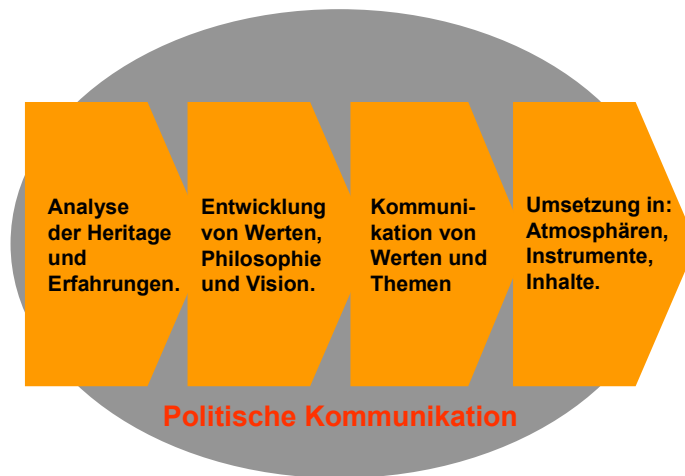 Analyse
der Heritage
und
Erfahrungen.
Entwicklung
von Werten,
Philosophie
und Vision.
Kommuni-
kation von
Werten und
Themen
Umsetzung in:
Atmosphären,
Instrumente,
Inhalte.
Politische Kommunikation